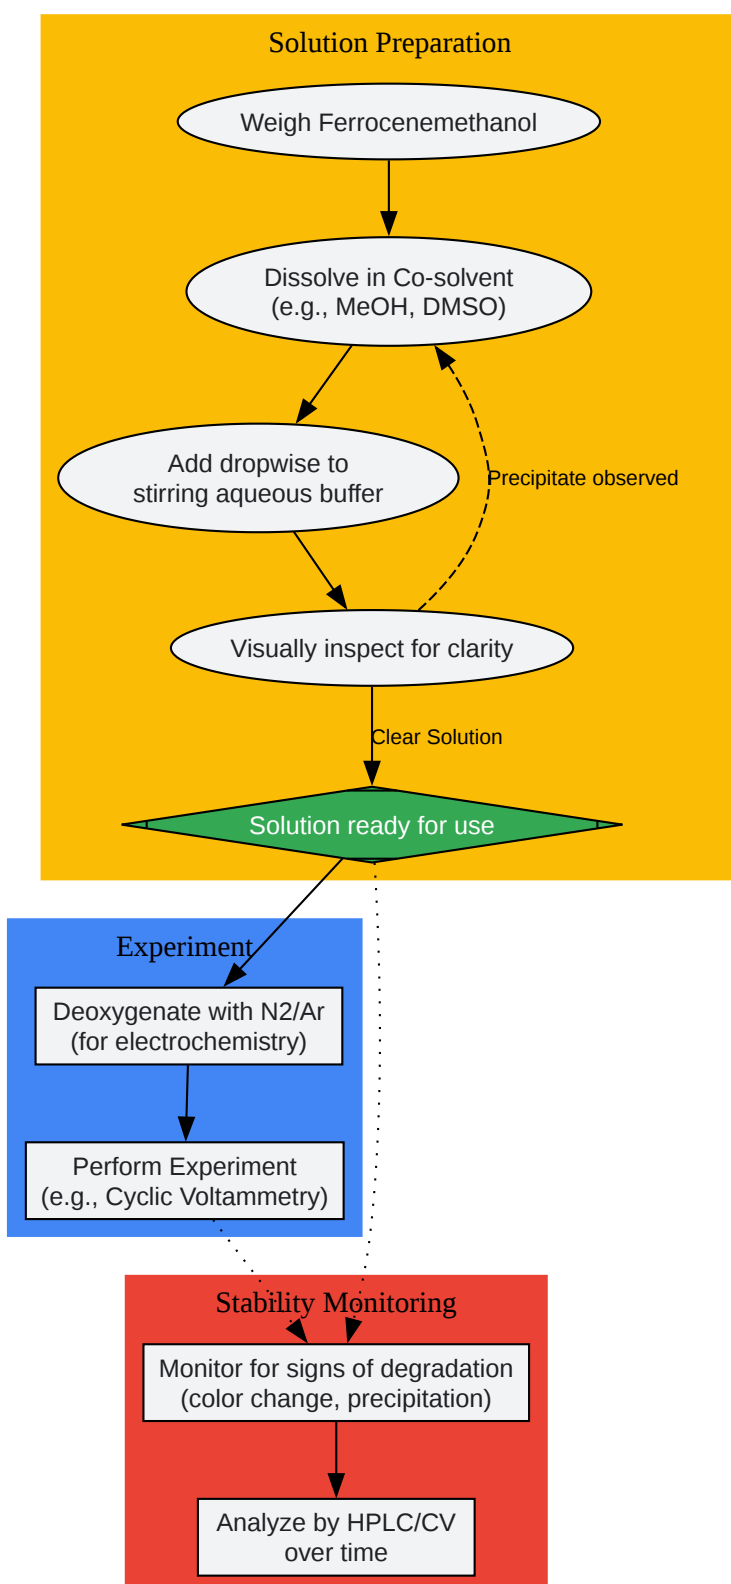 Solution Preparation
Weigh Ferrocenemethanol
Dissolve in Co-solvent
(e.g., MeOH, DMSO)
Add dropwise to
stirring aqueous buffer
Precipitate observed
Visually inspect for clarity
Clear Solution
Solution ready for use
Experiment
Deoxygenate with N2/Ar
(for electrochemistry)
Perform Experiment
(e.g., Cyclic Voltammetry)
Stability Monitoring
Monitor for signs of degradation
(color change, precipitation)
Analyze by HPLC/CV
over time